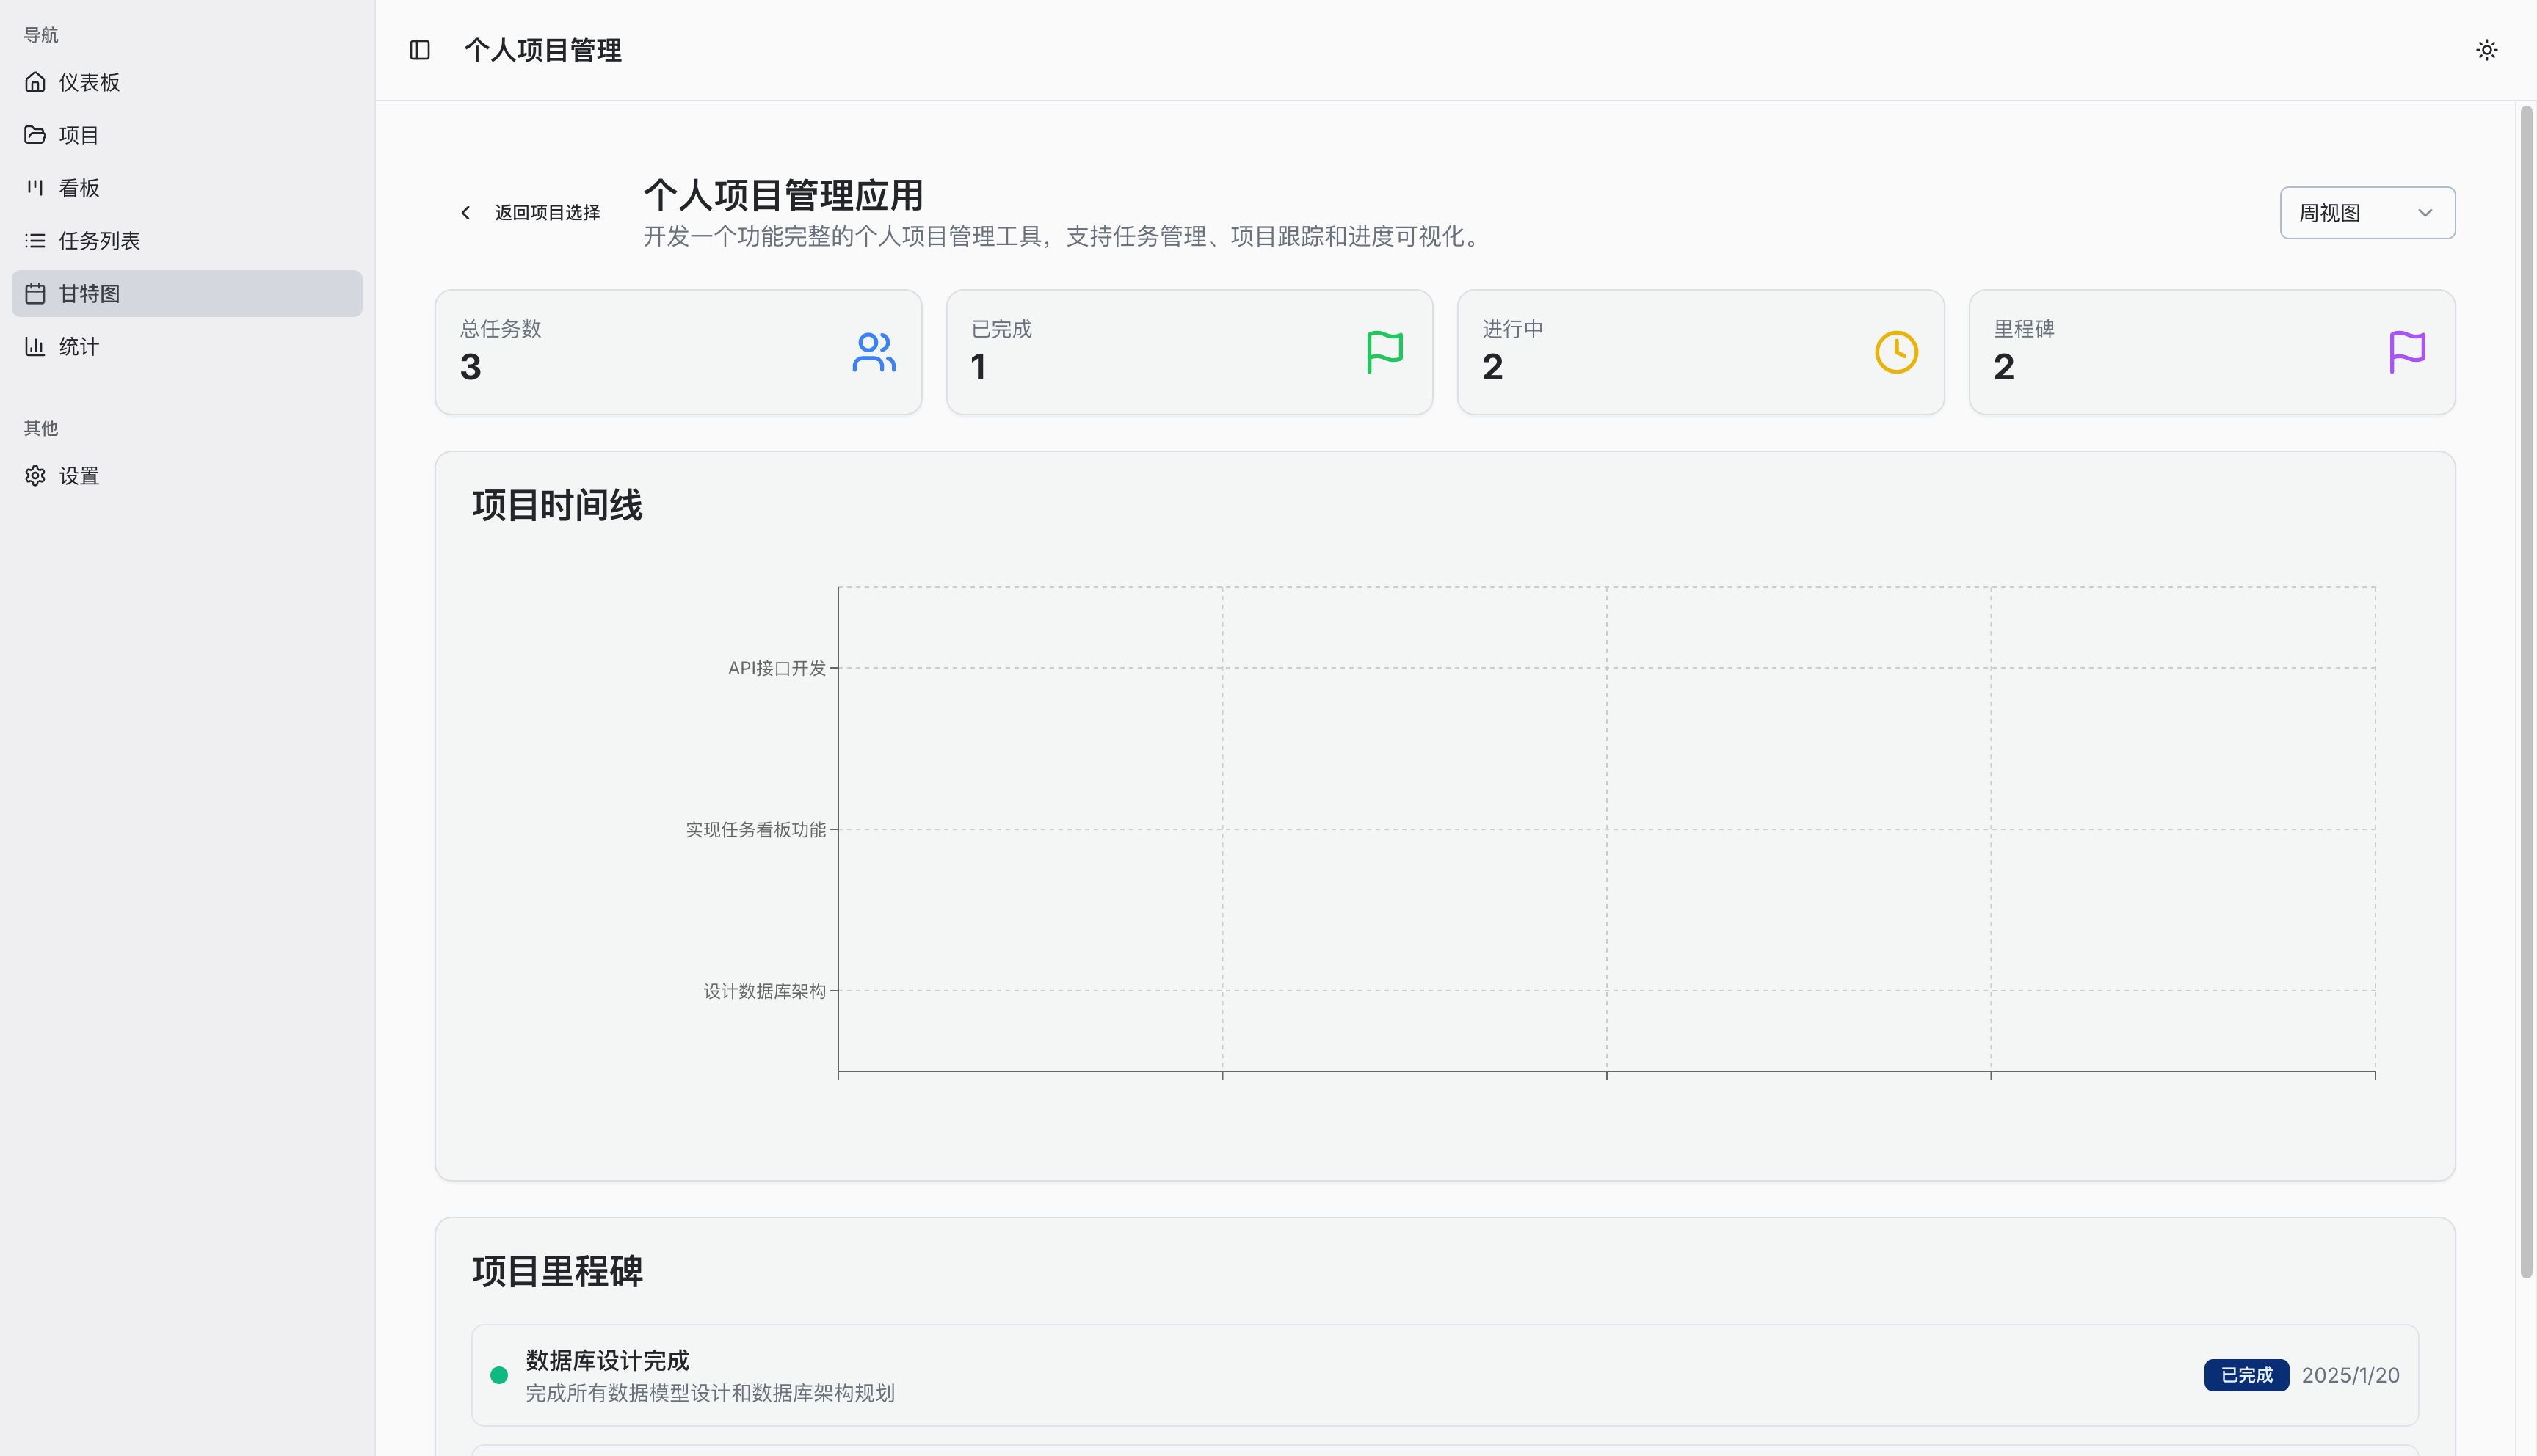 导航
仪表板
项目
看板
任务列表
甘特图
统计
其他
设置
个人项目管理
返回项目选择
个人项目管理应用
开发一个功能完整的个人项目管理工具，支持任务管理、项目跟踪和进度可视化。
周视图
总任务数
3
已完成
1
进行中
2
里程碑
2
项目时间线
API接口开发
实现任务看板功能
设计数据库架构
项目里程碑
数据库设计完成
完成所有数据模型设计和数据库架构规划
已完成
2025/1/20